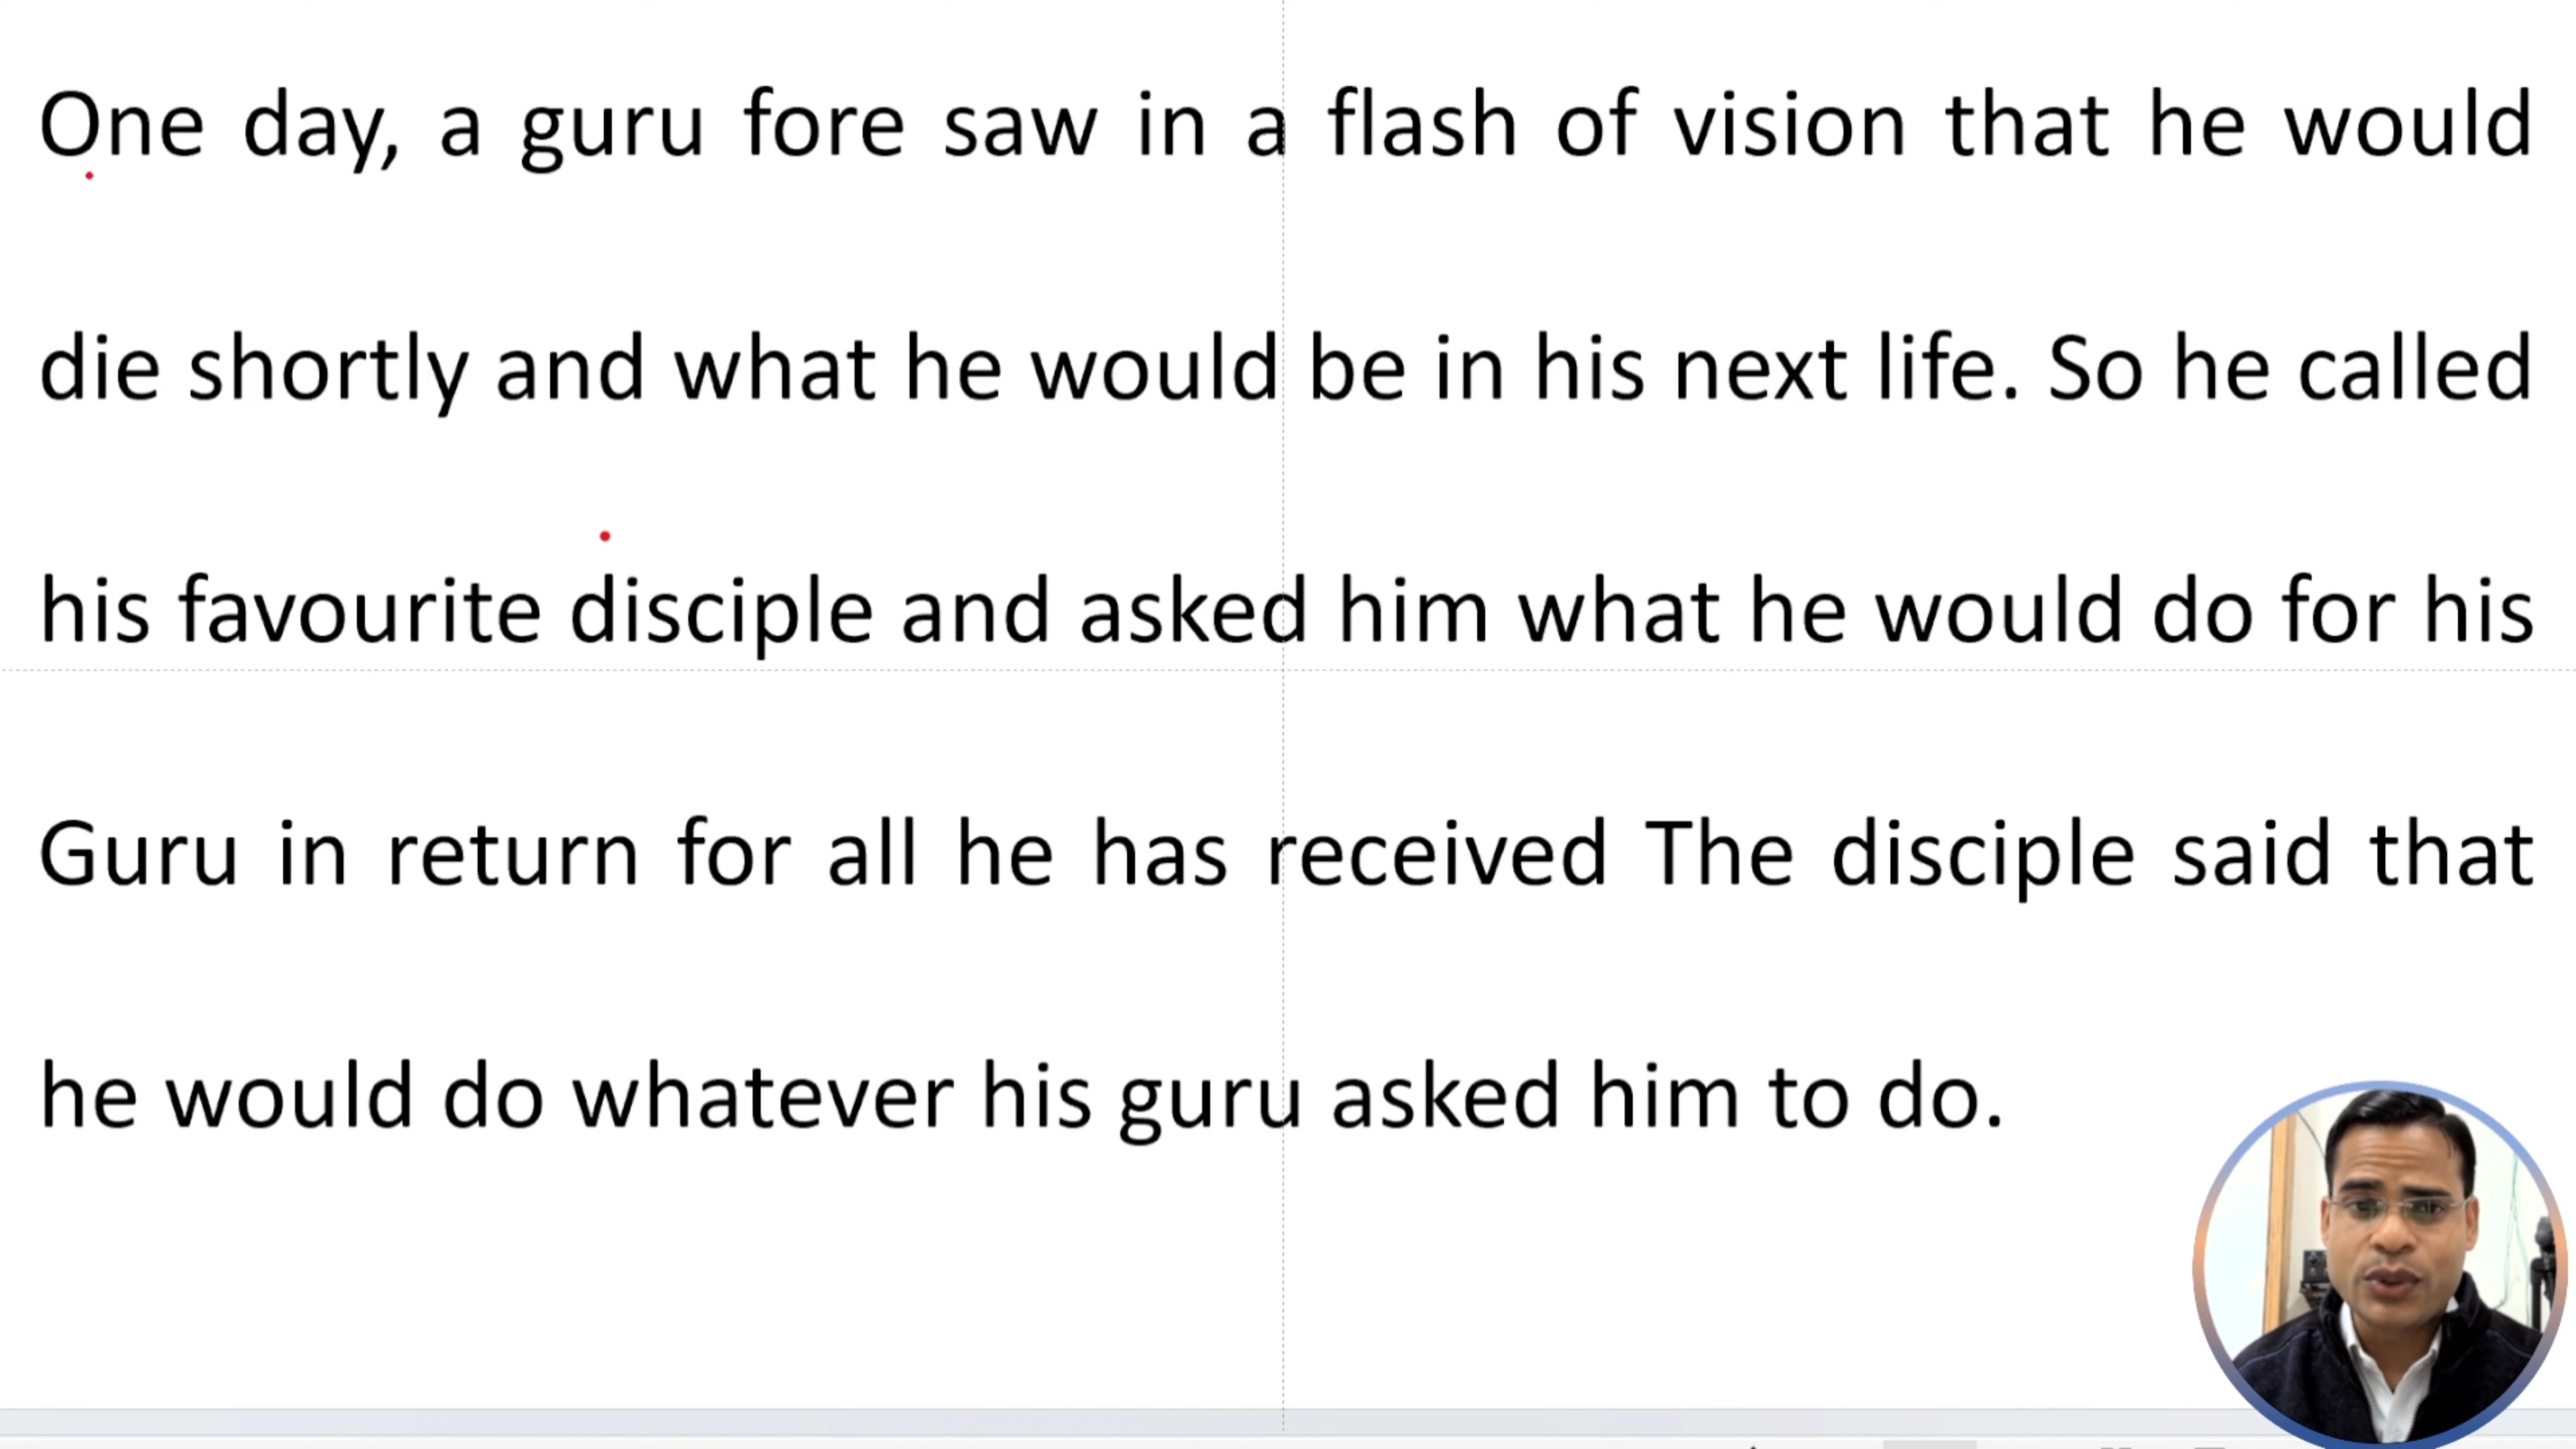 One day, a guru fore saw in a flash of vision that he would
die shortly and what he would be in his next life. So he called
his favourite disciple and asked him what he would do for his
Guru in return for all he has received The disciple said that
he would do whatever his guru asked him to do.